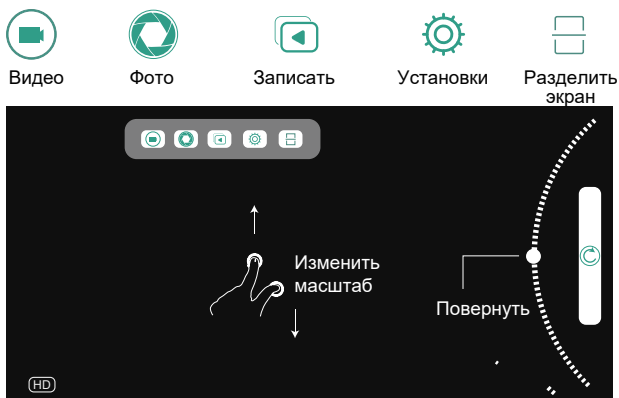 Видео
Фото
Записать
Установки
Разделить
экран
Изменить
масштаб
Повернуть
HD